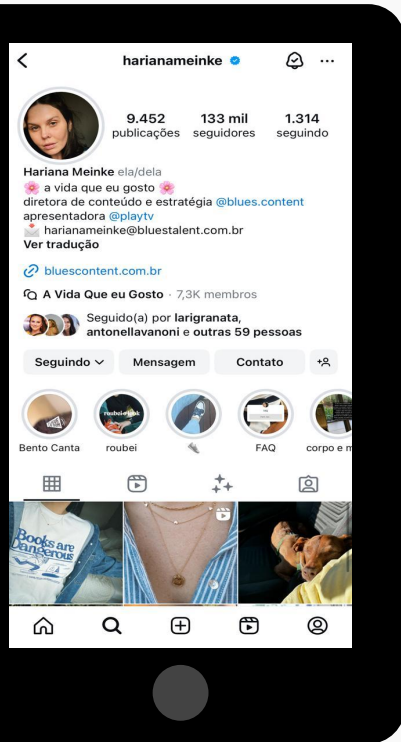 harianameinke
9.452 133 mil 1.314
publicações seguidores seguindo
Hariana Meinke ela/dela
🌸 a vida que eu gosto 🌸
diretora de conteúdo e estratégia @blues.content
apresentadora @playtv
📩 harianameinke@bluestalent.com.br
Ver tradução
bluescontent.com.br
A Vida Que eu Gosto · 7,3K membros
Seguido(a) por larigranata,
antonellavanoni e outras 59 pessoas
Seguindo Mensagem Contato
roubei o look
Bento Canta roubei 👟 FAQ corpo e m
Books are
Dangerous